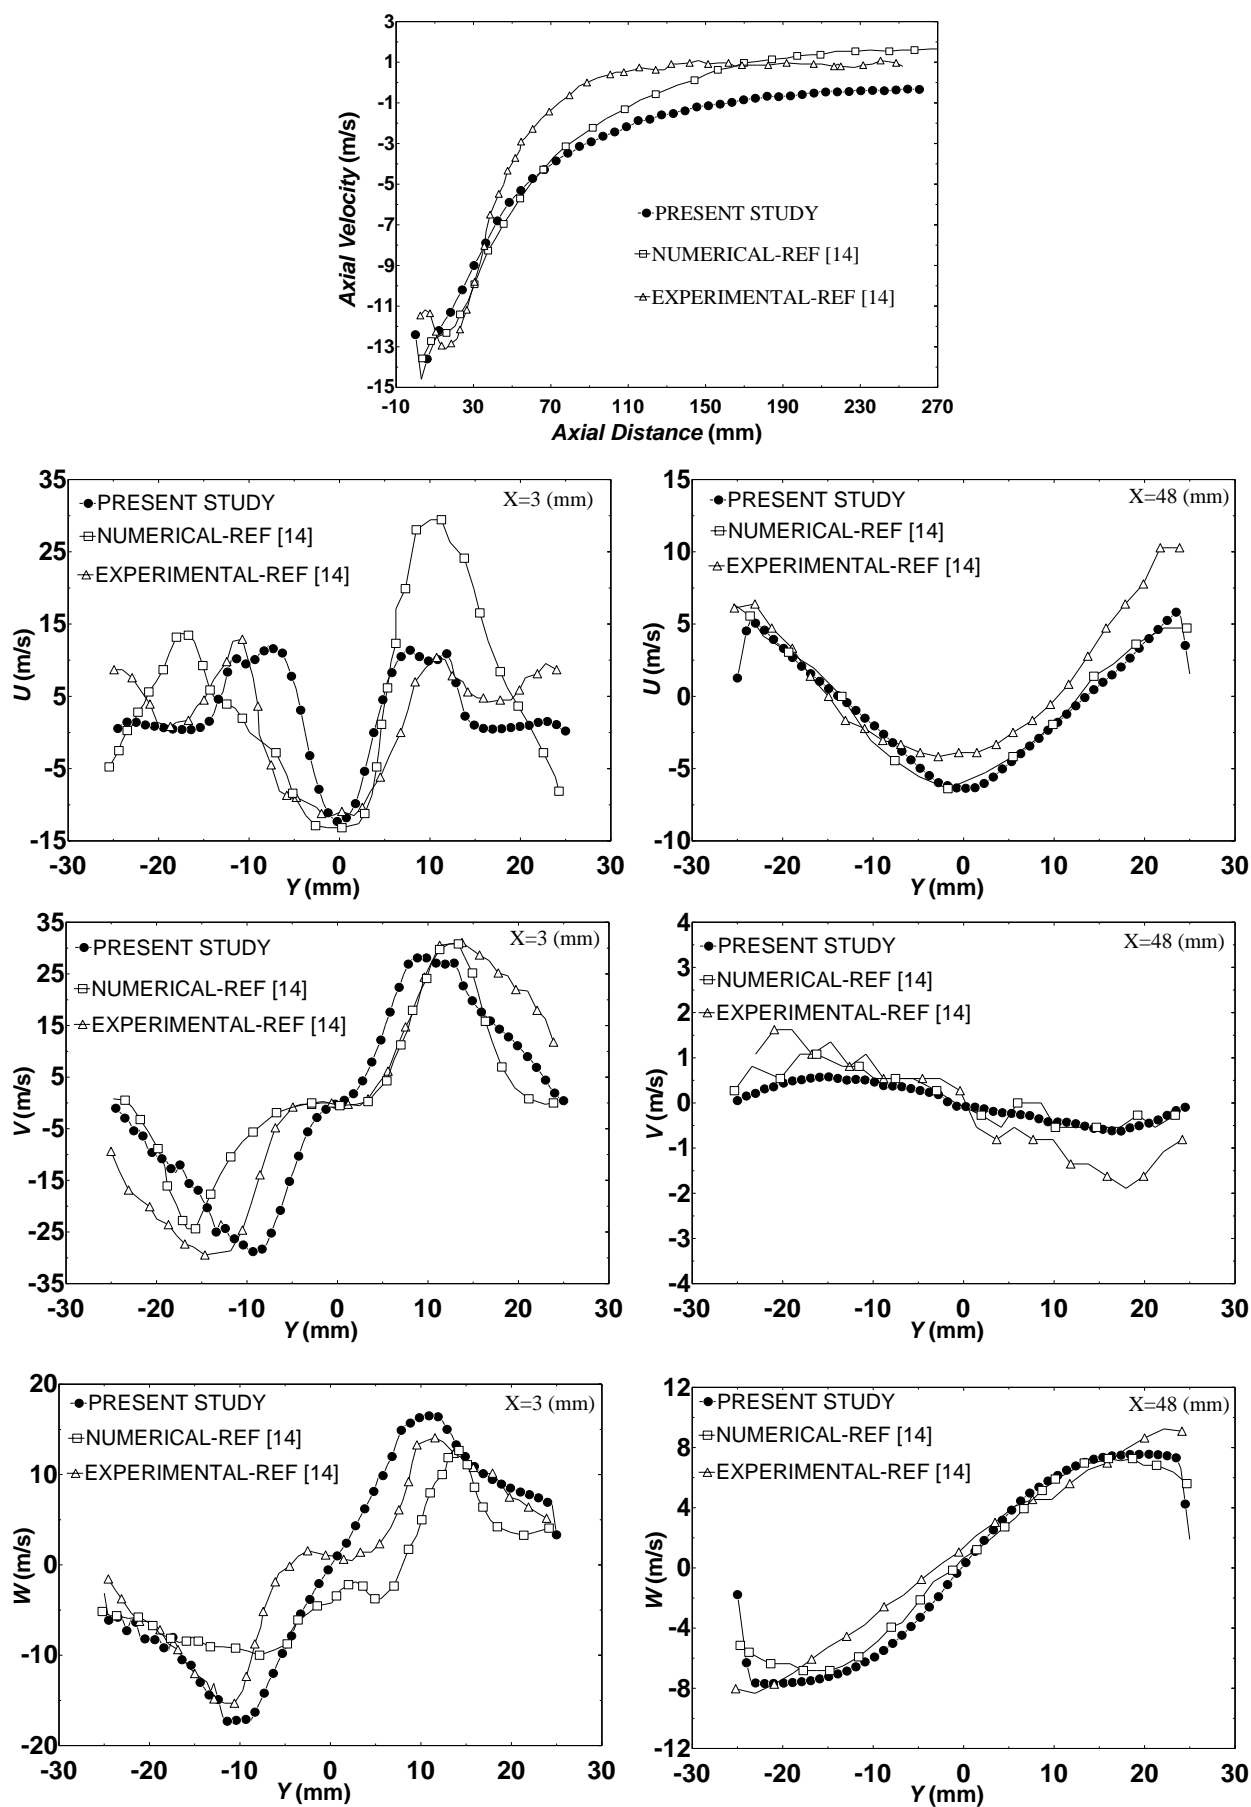 3
1
-1
-3
-5
-7
-9
-11
-13
-15
Axial Velocity (m/s)
PRESENT STUDY
NUMERICAL-REF [14]
EXPERIMENTAL-REF [14]
-10 30 70 110 150 190 230 270
Axial Distance (mm)
35
25
15
5
-5
-15
U (m/s)
PRESENT STUDY
NUMERICAL-REF [14]
EXPERIMENTAL-REF [14]
X=3 (mm)
-30 -20 -10 0 10 20 30
Y (mm)
15
10
5
0
-5
-10
U (m/s)
PRESENT STUDY
NUMERICAL-REF [14]
EXPERIMENTAL-REF [14]
X=48 (mm)
-30 -20 -10 0 10 20 30
Y (mm)
35
25
15
5
-5
-15
-25
-35
V (m/s)
PRESENT STUDY
NUMERICAL-REF [14]
EXPERIMENTAL-REF [14]
X=3 (mm)
-30 -20 -10 0 10 20 30
Y (mm)
4
3
2
1
0
-1
-2
-3
-4
V (m/s)
PRESENT STUDY
NUMERICAL-REF [14]
EXPERIMENTAL-REF [14]
X=48 (mm)
-30 -20 -10 0 10 20 30
Y (mm)
20
10
0
-10
-20
W (m/s)
PRESENT STUDY
NUMERICAL-REF [14]
EXPERIMENTAL-REF [14]
X=3 (mm)
-30 -20 -10 0 10 20 30
Y (mm)
12
8
4
0
-4
-8
-12
W (m/s)
PRESENT STUDY
NUMERICAL-REF [14]
EXPERIMENTAL-REF [14]
X=48 (mm)
-30 -20 -10 0 10 20 30
Y (mm)